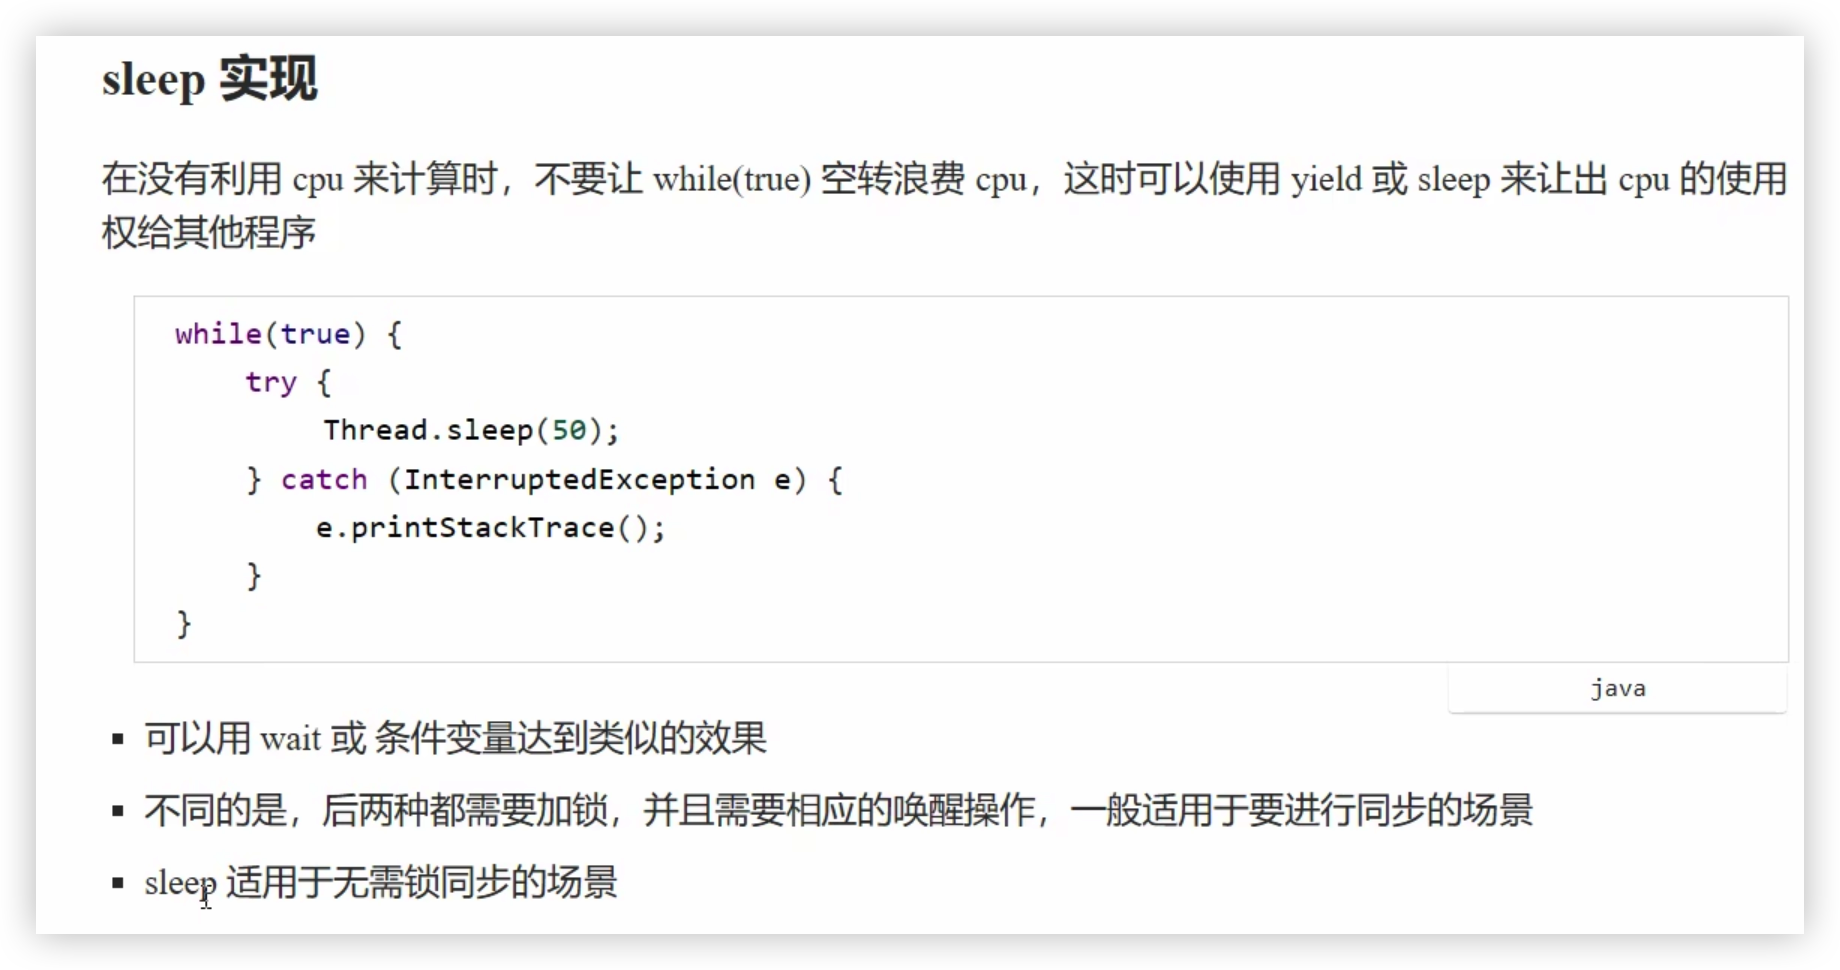 sleep 实现
在没有利用 cpu 来计算时，不要让 while(true) 空转浪费 cpu，这时可以使用 yield 或 sleep 来让出 cpu 的使用
权给其他程序
while(true) {
    try {
        Thread.sleep(50);
    } catch (InterruptedException e) {
        e.printStackTrace();
    }
}
java
▪ 可以用 wait 或 条件变量达到类似的效果
▪ 不同的是，后两种都需要加锁，并且需要相应的唤醒操作，一般适用于要进行同步的场景
▪ sleep 适用于无需锁同步的场景